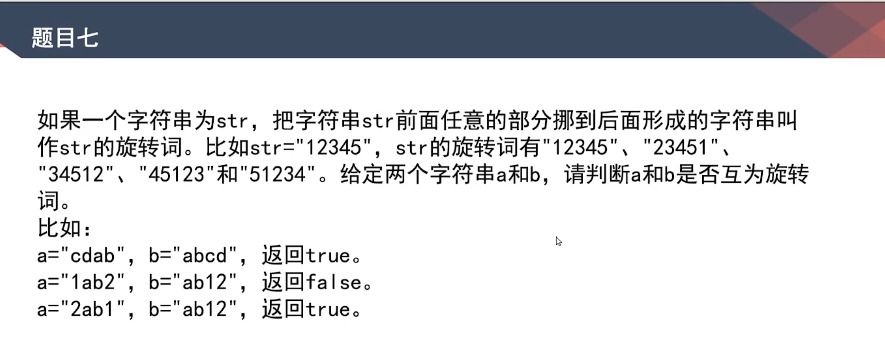 题目七
如果一个字符串为str，把字符串str前面任意的部分挪到后面形成的字符串叫
作str的旋转词。比如str="12345"，str的旋转词有"12345"、"23451"、
"34512"、"45123"和"51234"。给定两个字符串a和b，请判断a和b是否互为旋转
词。
比如：
a="cdab"，b="abcd"，返回true。
a="1ab2"，b="ab12"，返回false。
a="2ab1"，b="ab12"，返回true。